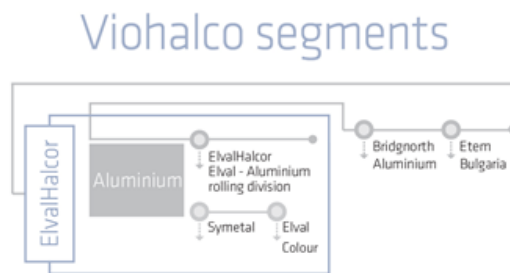 Viohalco segments
ElvalHalcor
Aluminium
ElvalHalcor
Elval - Aluminium
rolling division
Symetal
Elval
Colour
Bridgnorth
Aluminium
Etem
Bulgaria